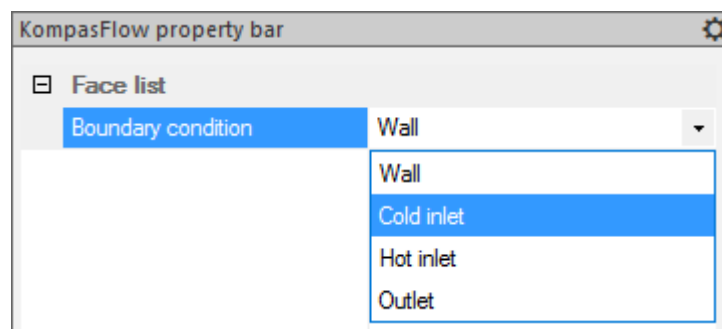 KompasFlow property bar
Face list
Boundary condition Wall
Wall
Cold inlet
Hot inlet
Outlet